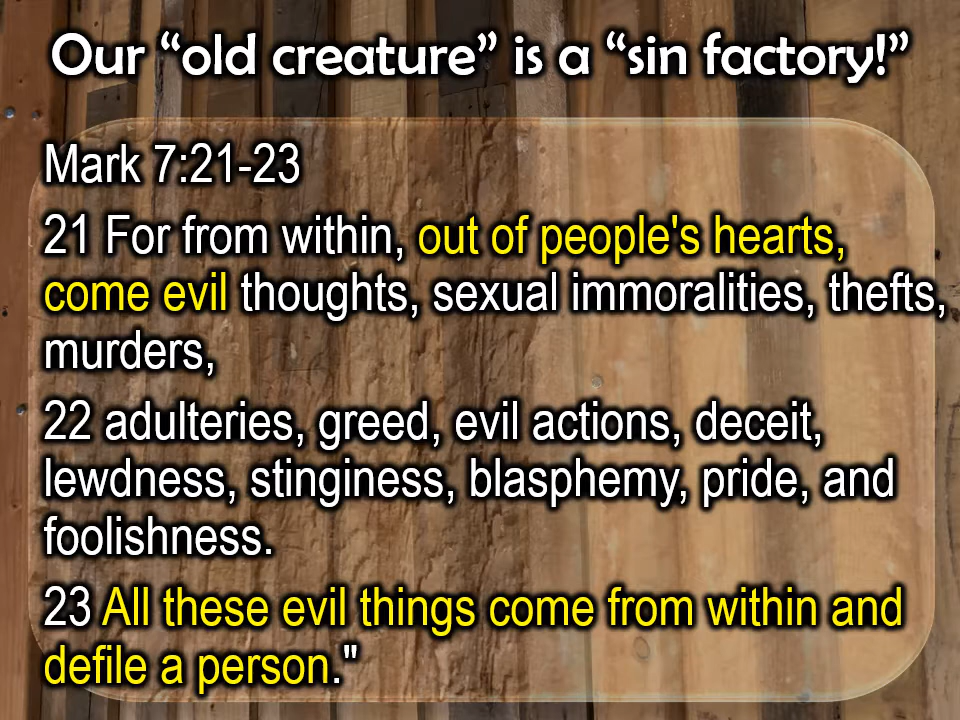 Our “old creature” is a “sin factory!”
Mark 7:21-23
21 For from within, out of people's hearts,
come evil thoughts, sexual immoralities, thefts,
murders,
22 adulteries, greed, evil actions, deceit,
lewdness, stinginess, blasphemy, pride, and
foolishness.
23 All these evil things come from within and
defile a person."